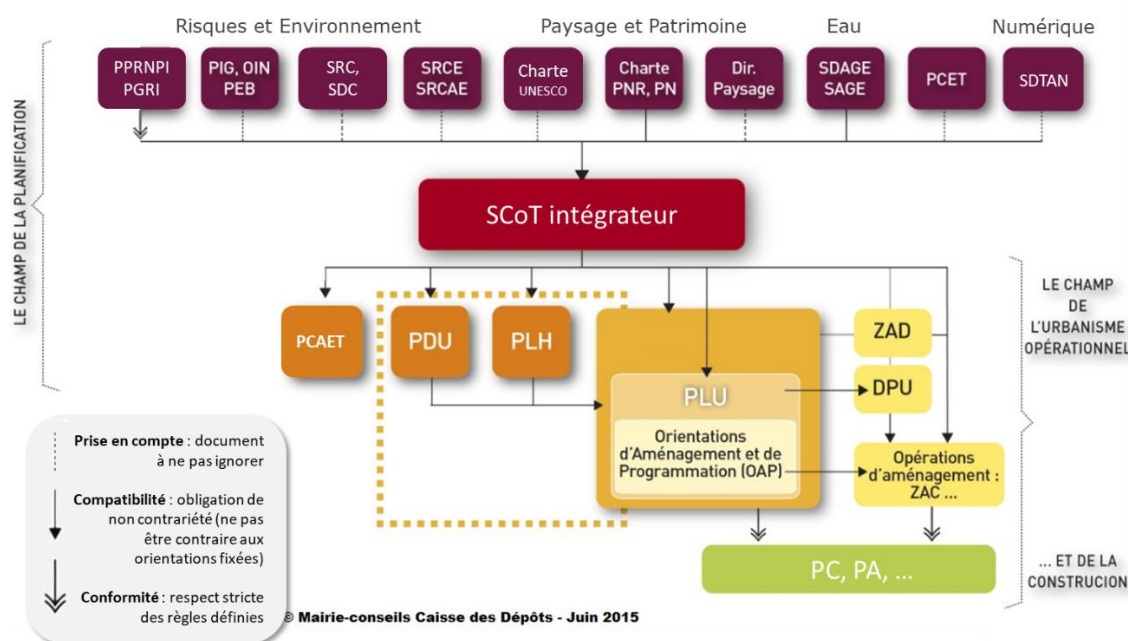 Risques et Environnement
Paysage et Patrimoine
Eau
Numérique
PPRNPI
PGRI
PIG, OIN
PEB
SRC,
SDC
SRCE
SRCAE
Charte
UNESCO
Charte
PNR, PN
Dir.
Paysage
SDAGE
SAGE
PCET
SDTAN
LE CHAMP DE LA PLANIFICATION
SCoT intégrateur
PCAET
PDU
PLH
PLU
Orientations
d'Aménagement et de
Programmation (OAP)
ZAD
DPU
Opérations
d'aménagement :
ZAC ...
LE CHAMP
DE
L'URBANISME
OPÉRATIONNEL
Prise en compte : document
à ne pas ignorer
Compatibilité : obligation de
non contrariété (ne pas
être contraire aux
orientations fixées)
Conformité : respect stricte
des règles définies
PC, PA, ...
... ET DE LA
CONSTRUCION
© Mairie-conseils Caisse des Dépôts - Juin 2015